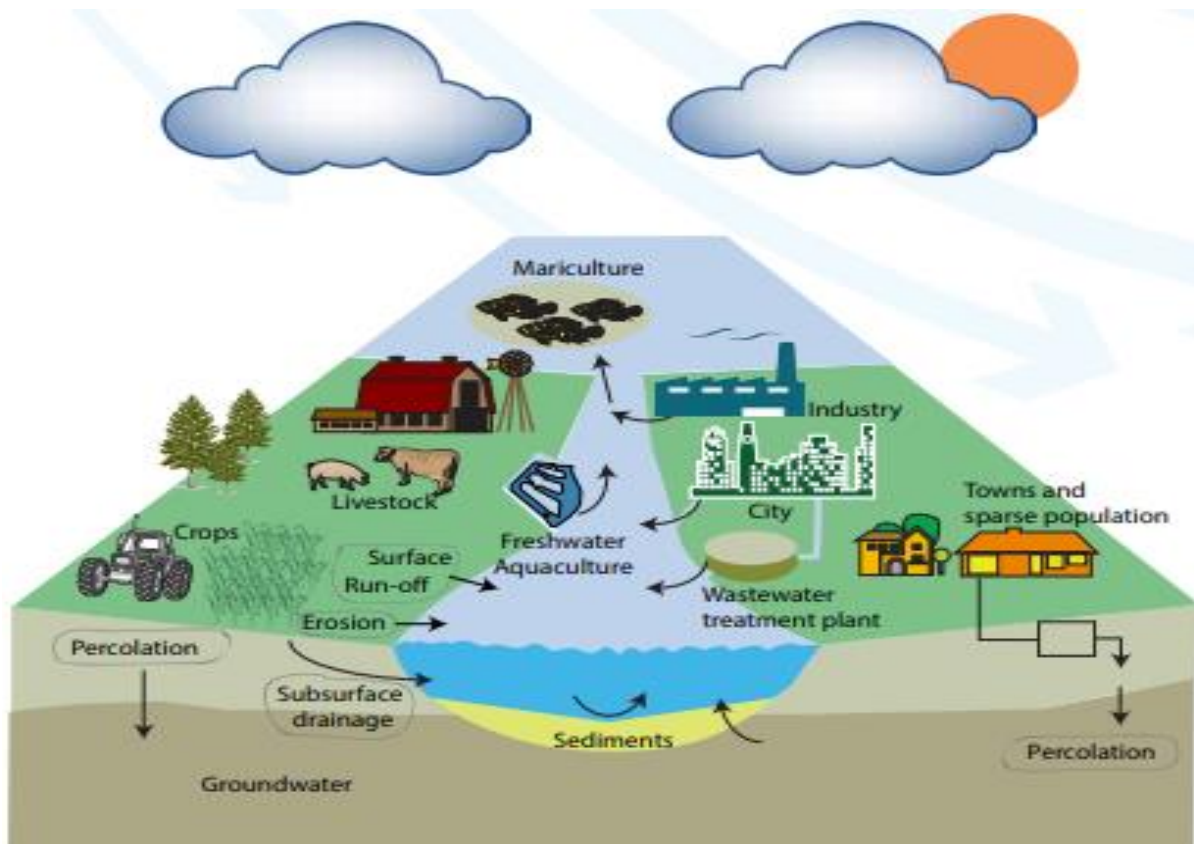 Mariculture
Industry
Livestock
City
Towns and
sparse population
Crops
Freshwater
Aquaculture
Surface
Run-off
Wastewater
treatment plant
Erosion
Percolation
Subsurface
drainage
Sediments
Percolation
Groundwater